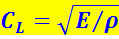 C_L = √E/ρ